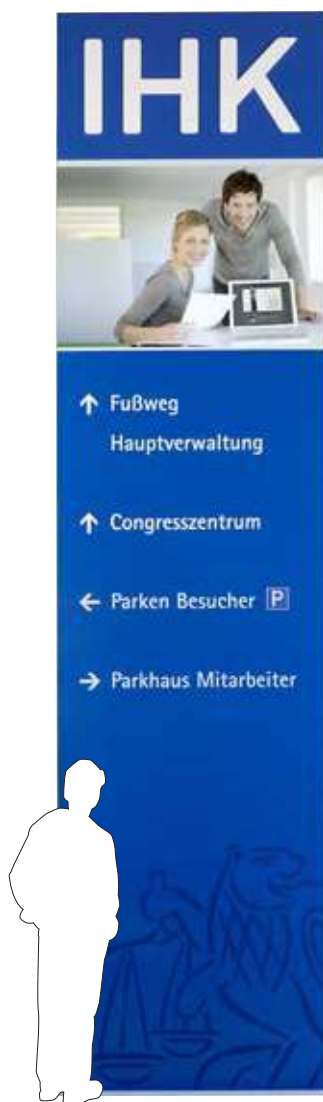 IHK
↑ Fußweg
Hauptverwaltung
↑ Congresszentrum
← Parken Besucher P
→ Parkhaus Mitarbeiter